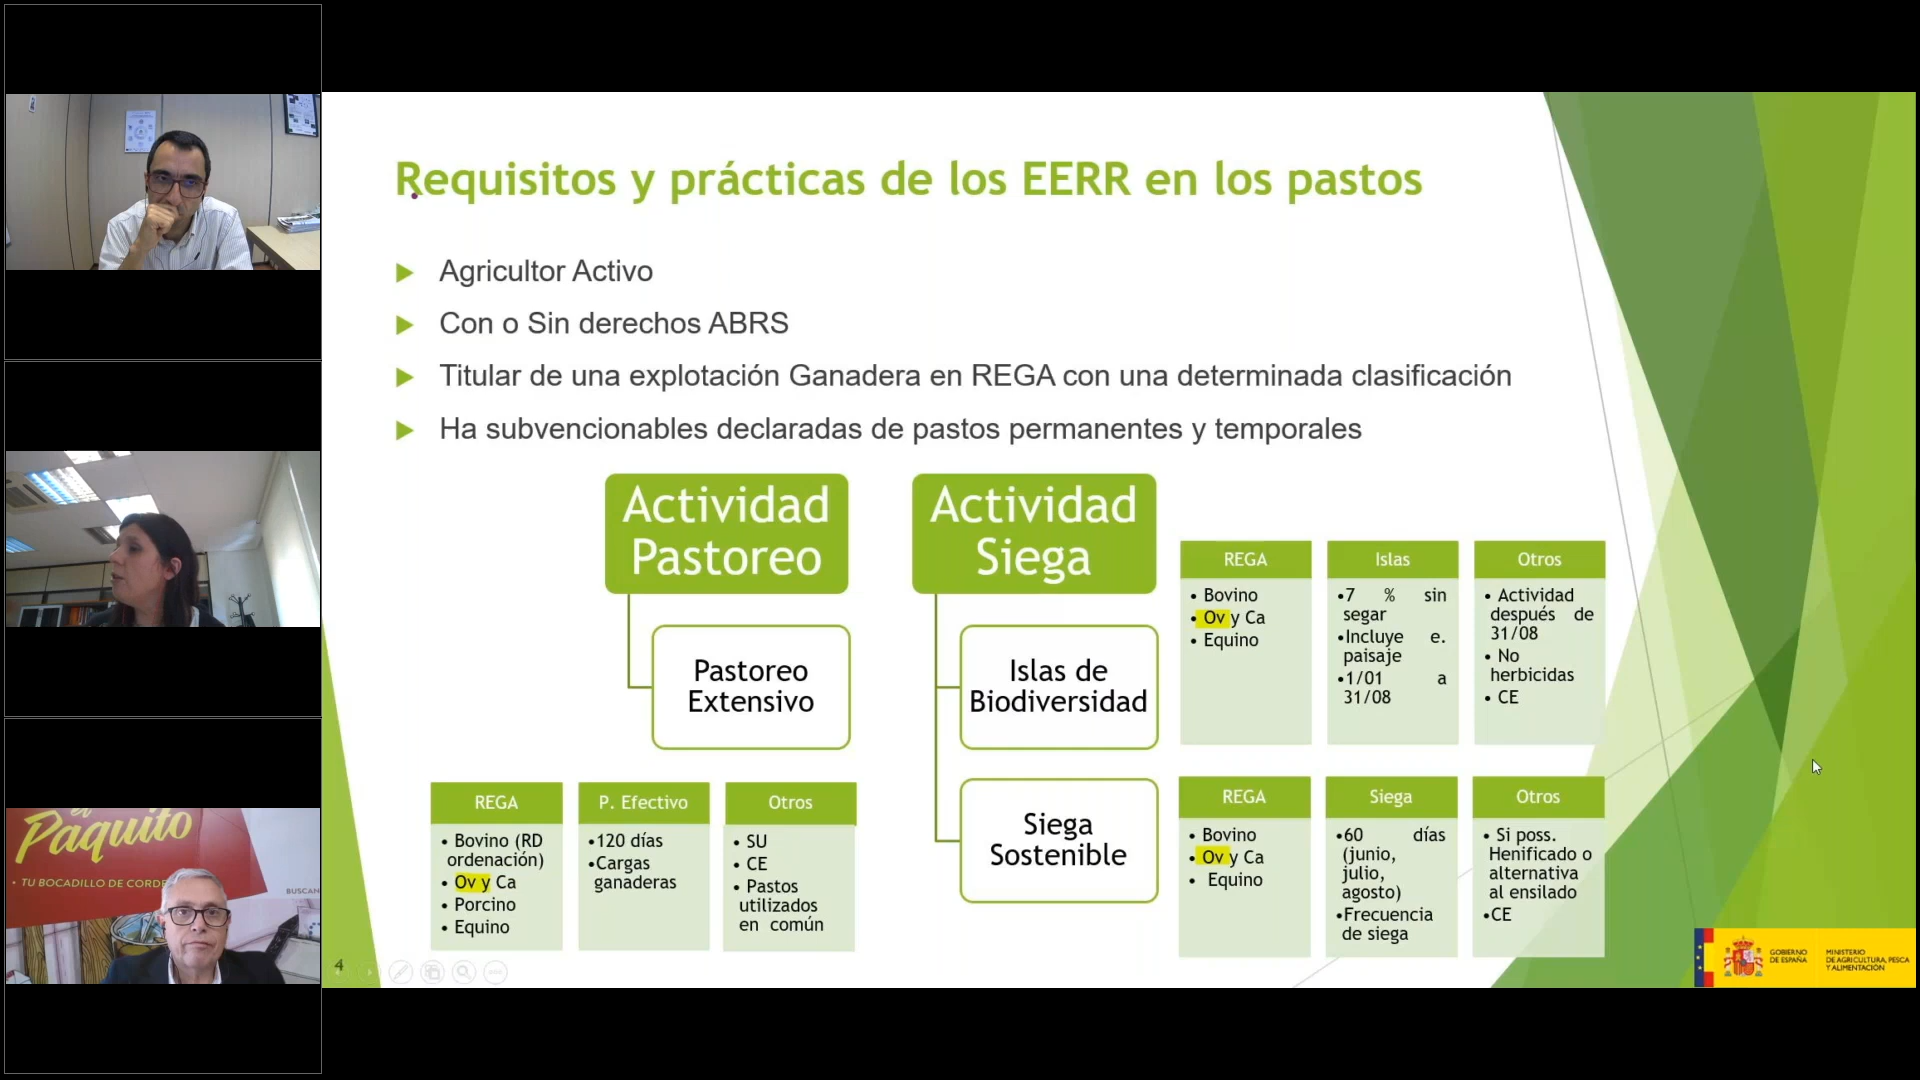 Requisitos y prácticas de los EERR en los pastos
Agricultor Activo
Con o Sin derechos ABRS
Titular de una explotación Ganadera en REGA con una determinada clasificación
Ha subvencionables declaradas de pastos permanentes y temporales
Actividad
Pastoreo
Pastoreo
Extensivo
REGA
• Bovino (RD
ordenación)
• Ov y Ca
• Porcino
• Equino
P. Efectivo
•120 días
•Cargas
ganaderas
Otros
• SU
• CE
• Pastos
utilizados
en común
Actividad
Siega
Islas de
Biodiversidad
REGA
• Bovino
• Ov y Ca
• Equino
Islas
•7 % sin
segar
•Incluye e.
paisaje
•1/01 a
31/08
Otros
• Actividad
después de
31/08
• No
herbicidas
• CE
Siega
Sostenible
REGA
• Bovino
• Ov y Ca
• Equino
Siega
•60 días
(junio,
julio,
agosto)
•Frecuencia
de siega
Otros
• Si poss.
Henificado o
alternativa
al ensilado
•CE
4
GOBIERNO
DE ESPAÑA
MINISTERIO
DE AGRICULTURA, PESCA
Y ALIMENTACIÓN
el
Paquito
• TU BOCADILLO DE CORDE
BUSCAN